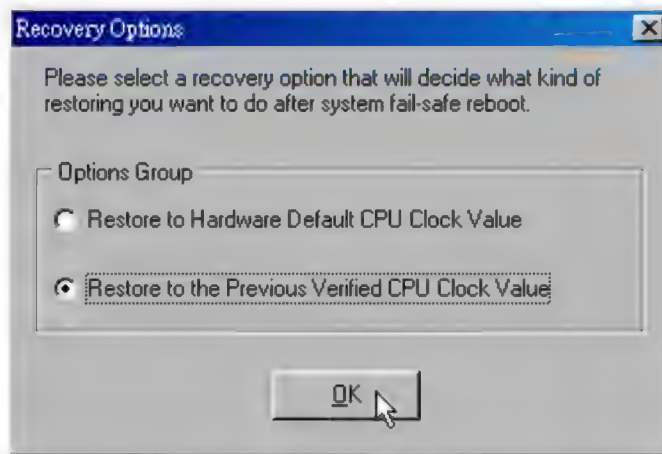 Recovery Options
Please select a recovery option that will decide what kind of
restoring you want to do after system fail-safe reboot.
Options Group
Restore to Hardware Default CPU Clock Value
Restore to the Previous Verified CPU Clock Value
OK